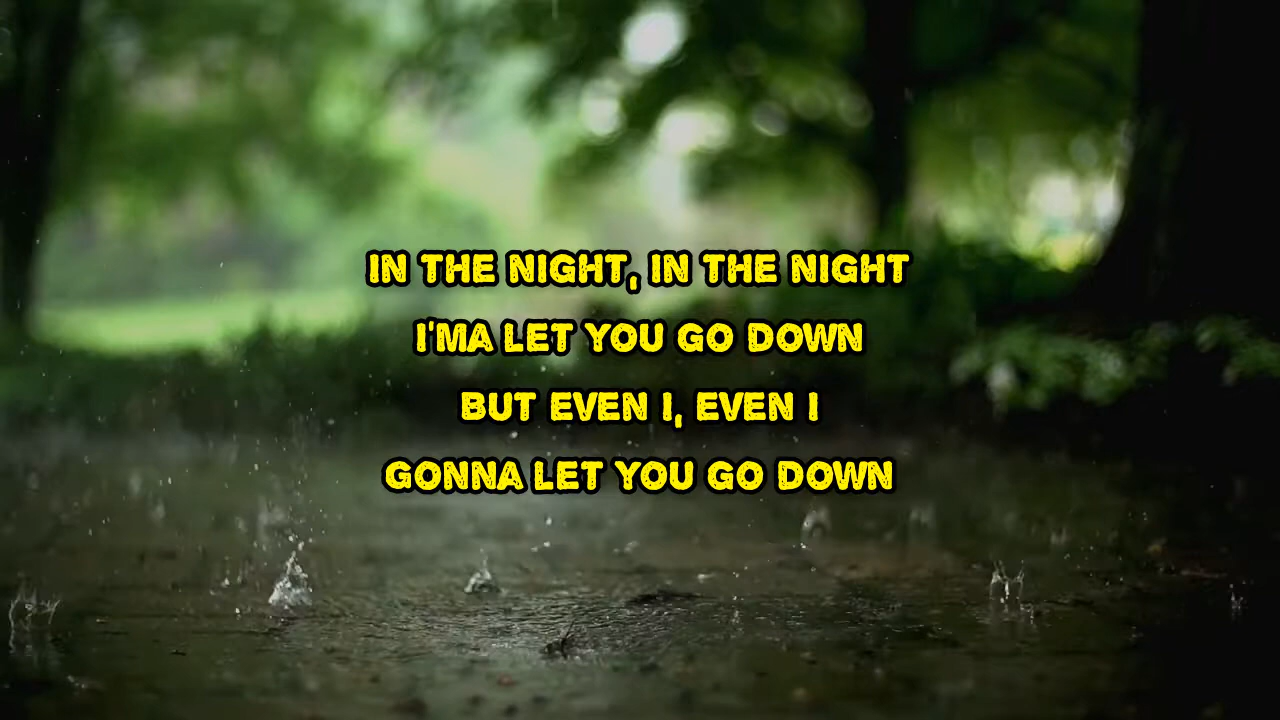 IN THE NIGHT, IN THE NIGHT
I'MA LET YOU GO DOWN
BUT EVEN I, EVEN I
GONNA LET YOU GO DOWN